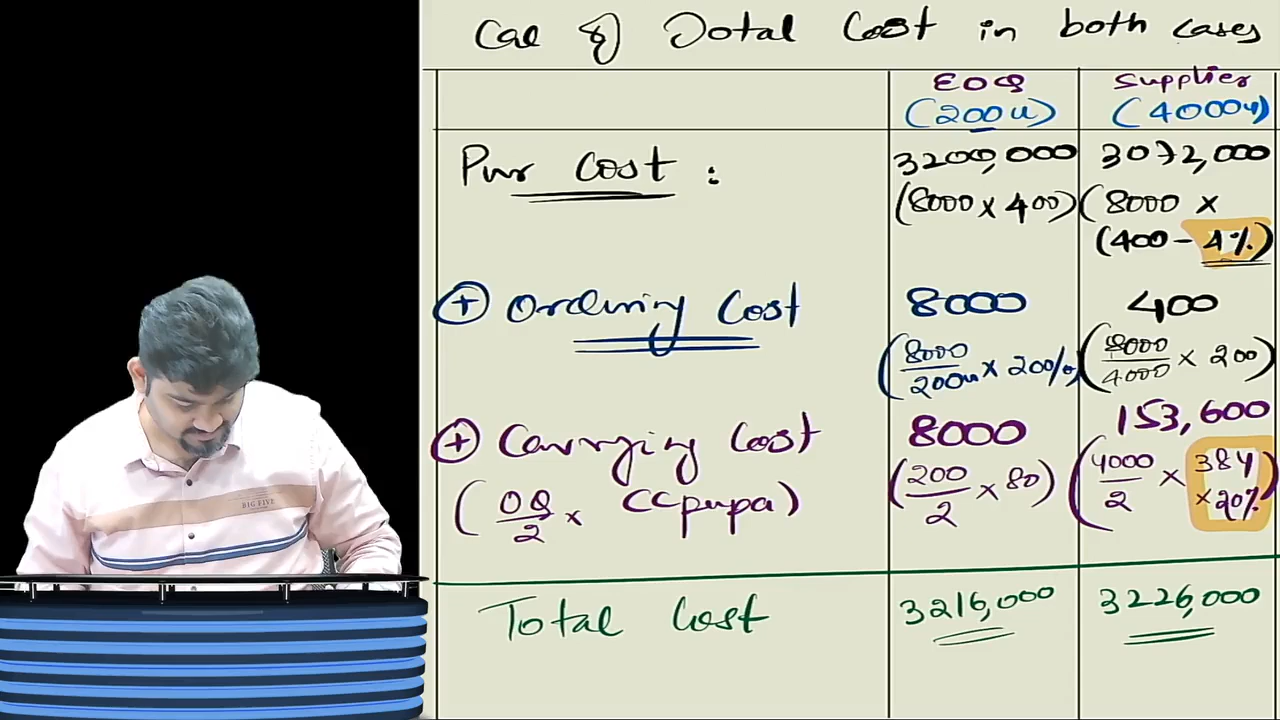 Cal of Total Cost in both cases
EOQ Supplier
(200u) (4000u)
Pur Cost : 3200,000 3072,000
(8000 x 400) (8000 x
(400 - 4%)
+ Ordering Cost 8000 400
(8000/200u x 200/o) (8000/4000 x 200)
+ Carrying Cost 8000 153,600
(OQ/2 x CCpupa) (200/2 x 80) (4000/2 x 384 x 20%)
BIG FIVE
Total Cost 3216,000 3226,000